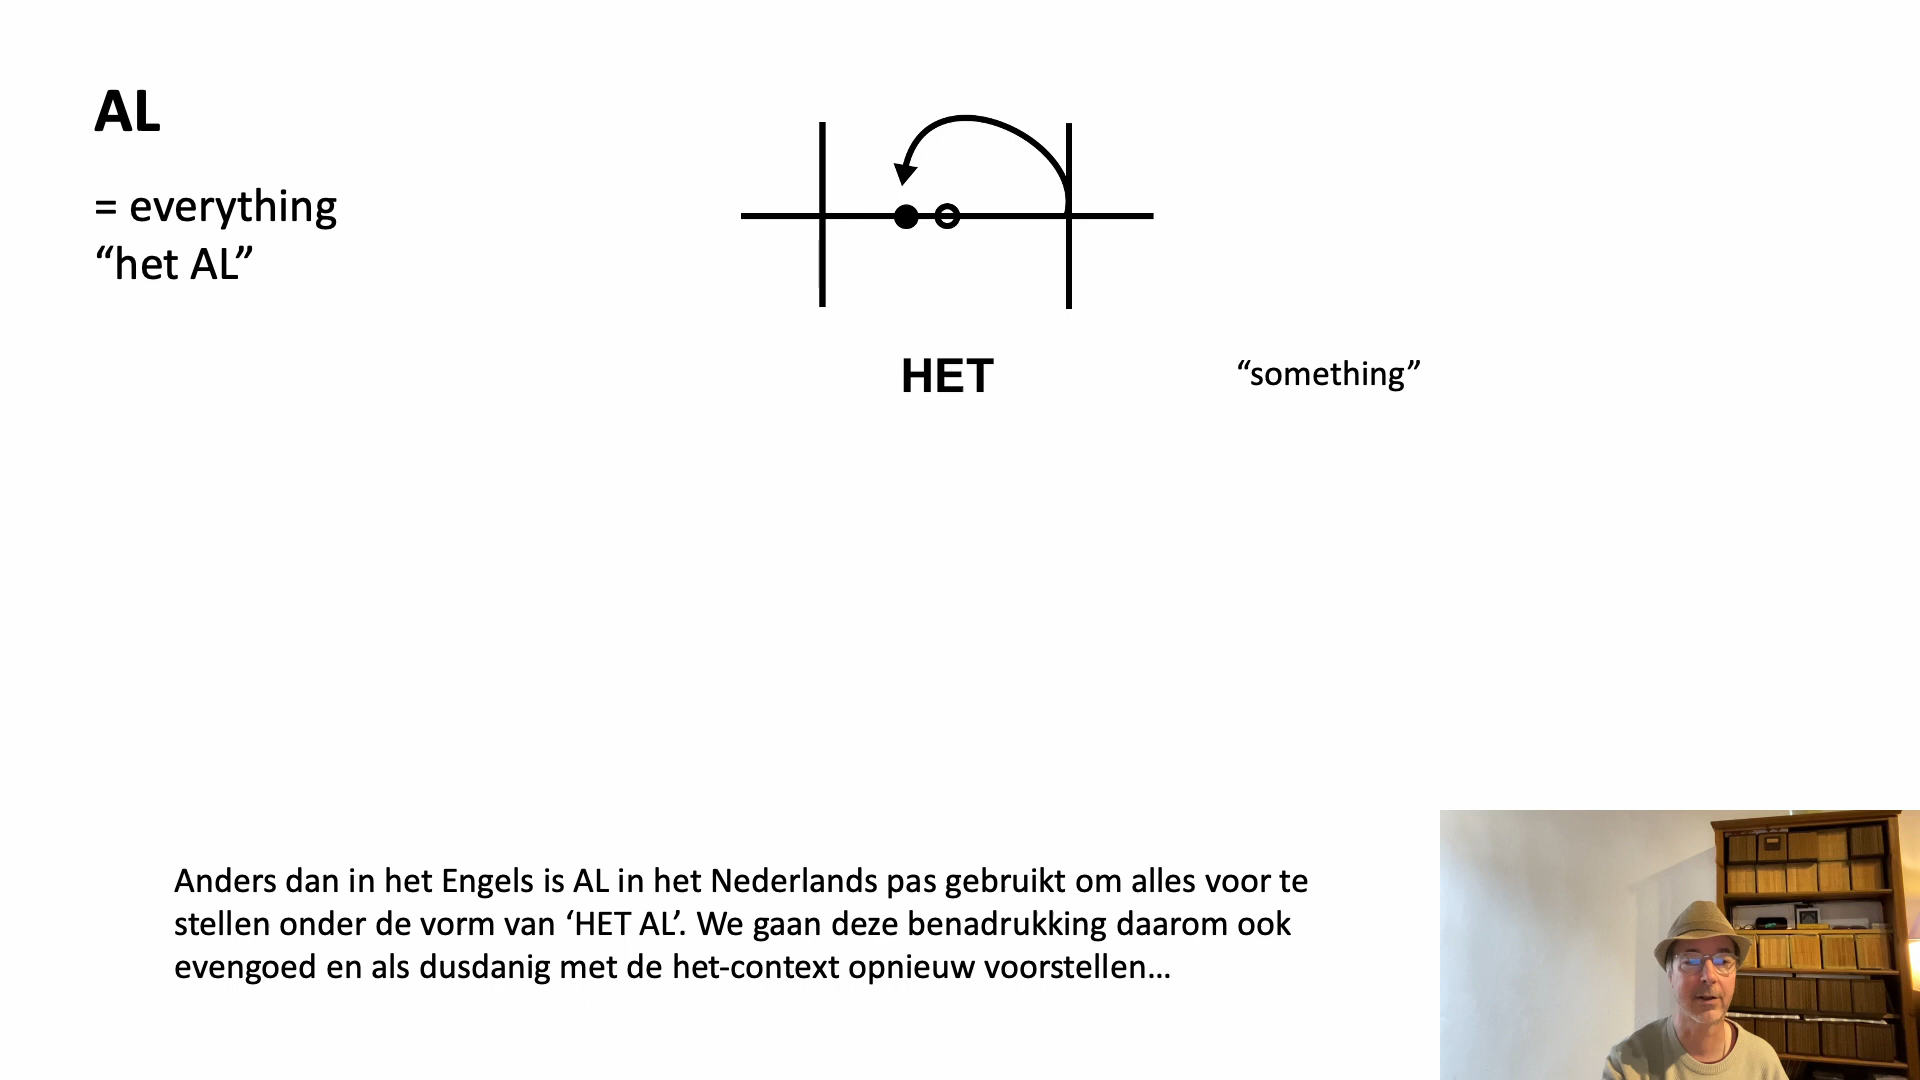 AL
= everything
“het AL”
HET
“something”
Anders dan in het Engels is AL in het Nederlands pas gebruikt om alles voor te
stellen onder de vorm van ‘HET AL’. We gaan deze benadrukking daarom ook
evengoed en als dusdanig met de het-context opnieuw voorstellen…